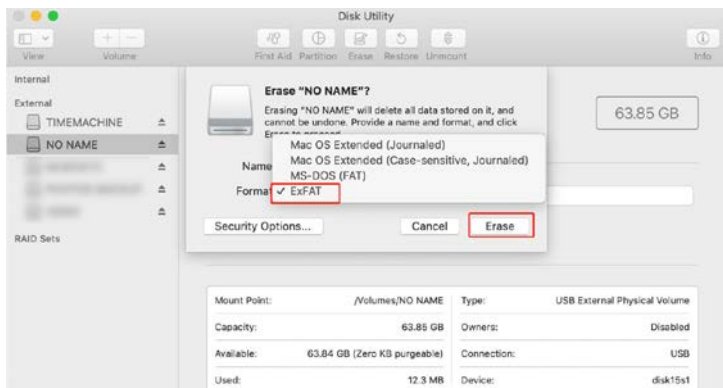 Disk Utility
View
Volume
First Aid
Partition
Erase
Restore
Unmount
Info
Internal
External
TIMEMACHINE
NO NAME
RAID Sets
Erase “NO NAME”?
Erasing “NO NAME” will delete all data stored on it, and
cannot be undone. Provide a name and format, and click
Erase to proceed.
Name
Mac OS Extended (Journaled)
Mac OS Extended (Case-sensitive, Journaled)
MS-DOS (FAT)
Format
✓ ExFAT
Security Options...
Cancel
Erase
63.85 GB
Mount Point: /Volumes/NO NAME
Type: USB External Physical Volume
Capacity: 63.85 GB
Owners: Disabled
Available: 63.84 GB (Zero KB purgeable)
Connection: USB
Used: 12.3 MB
Device: disk15s1